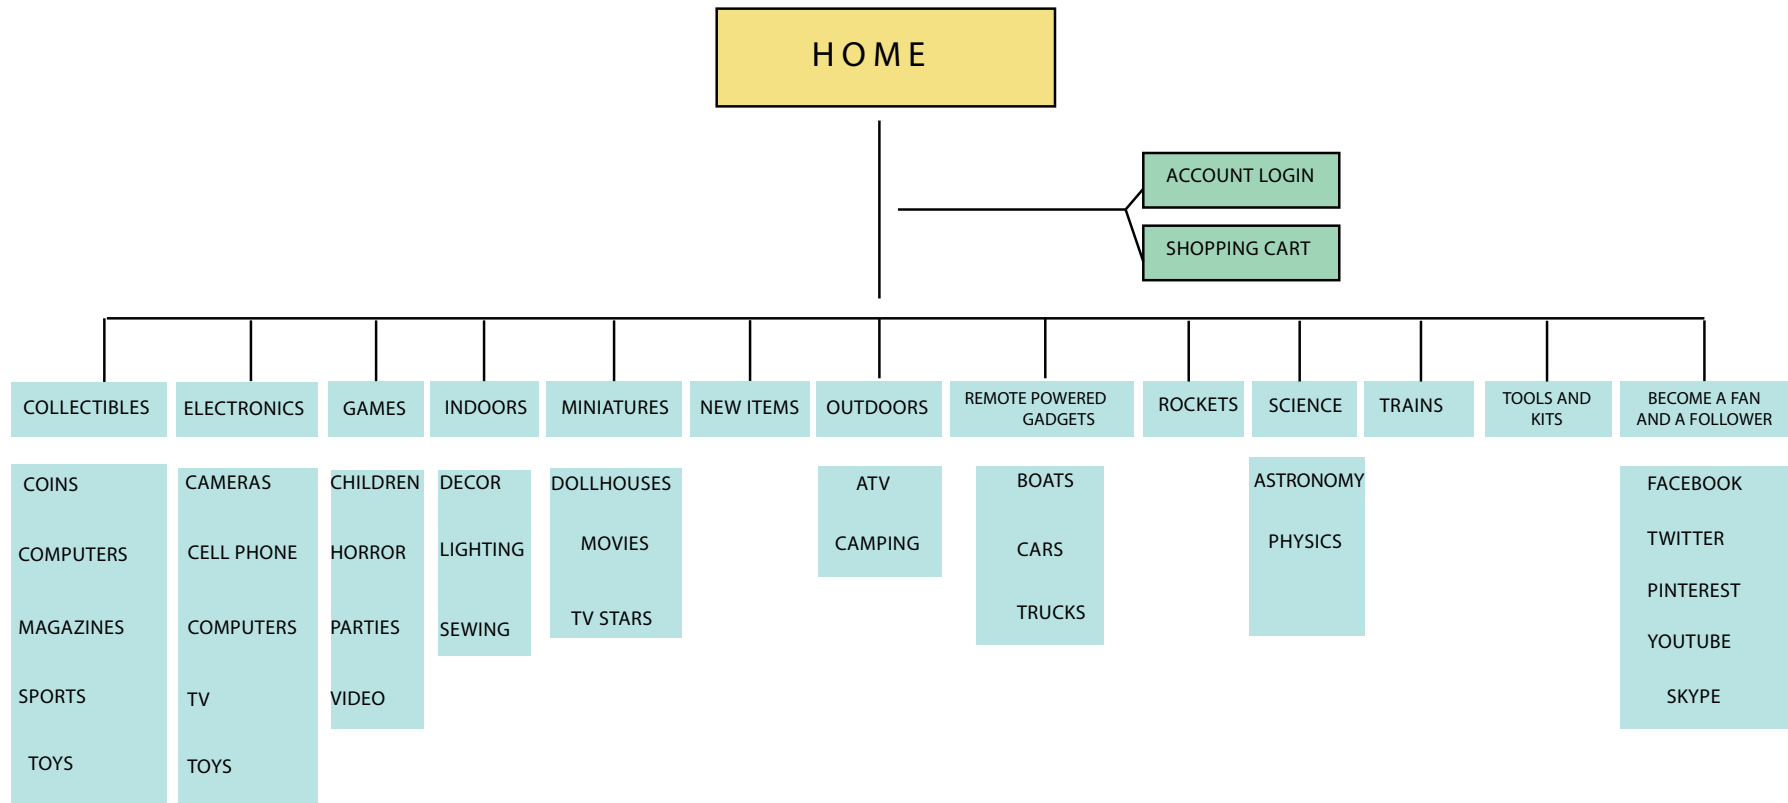 HOME
ACCOUNT LOGIN
SHOPPING CART
COLLECTIBLES
ELECTRONICS
GAMES
INDOORS
MINIATURES
NEW ITEMS
OUTDOORS
REMOTE POWERED
GADGETS
ROCKETS
SCIENCE
TRAINS
TOOLS AND
KITS
BECOME A FAN
AND A FOLLOWER
COINS
COMPUTERS
MAGAZINES
SPORTS
TOYS
CAMERAS
CELL PHONE
COMPUTERS
TV
TOYS
CHILDREN
HORROR
PARTIES
VIDEO
DECOR
LIGHTING
SEWING
DOLLHOUSES
MOVIES
TV STARS
ATV
CAMPING
BOATS
CARS
TRUCKS
ASTRONOMY
PHYSICS
FACEBOOK
TWITTER
PINTEREST
YOUTUBE
SKYPE